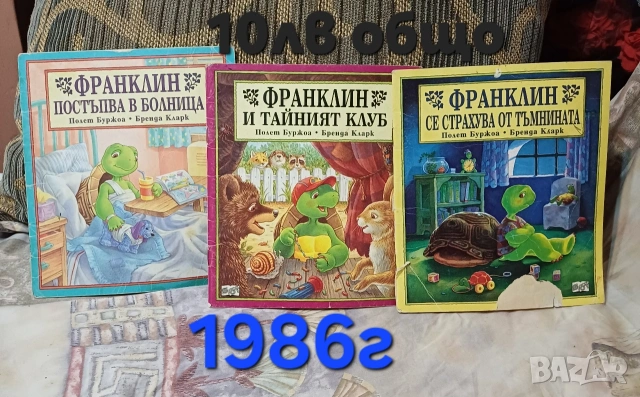 10лв общо
ФРАНКЛИН
ПОСТЪПВА В БОЛНИЦА
Полет Буржоа • Бренда Кларк
ФРАНКЛИН
И ТАЙНИЯТ КЛУБ
Полет Буржоа • Бренда Кларк
ФРАНКЛИН
СЕ СТРАХУВА ОТ ТЪМНИНАТА
Полет Буржоа • Бренда Кларк
1986г
BAZAR